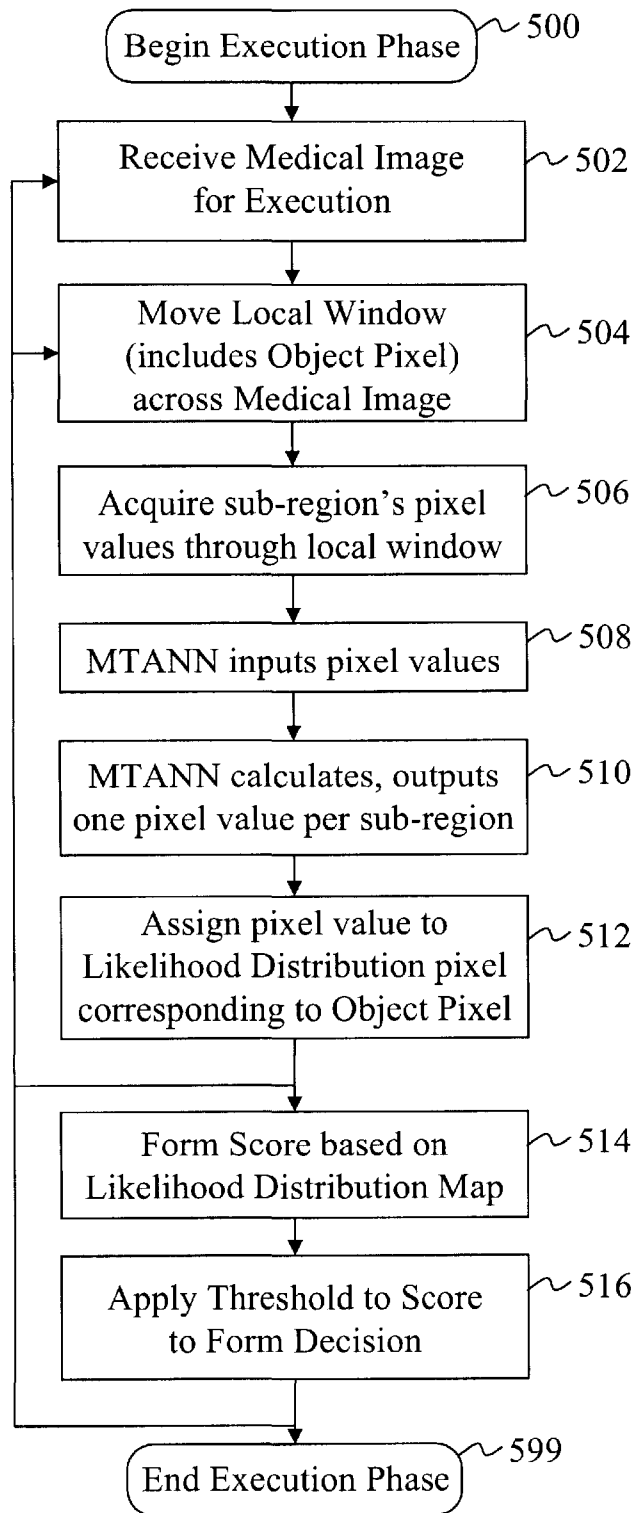 Begin Execution Phase
500
Receive Medical Image
for Execution
502
Move Local Window
(includes Object Pixel)
across Medical Image
504
Acquire sub-region's pixel
values through local window
506
MTANN inputs pixel values
508
MTANN calculates, outputs
one pixel value per sub-region
510
Assign pixel value to
Likelihood Distribution pixel
corresponding to Object Pixel
512
Form Score based on
Likelihood Distribution Map
514
Apply Threshold to Score
to Form Decision
516
End Execution Phase
599